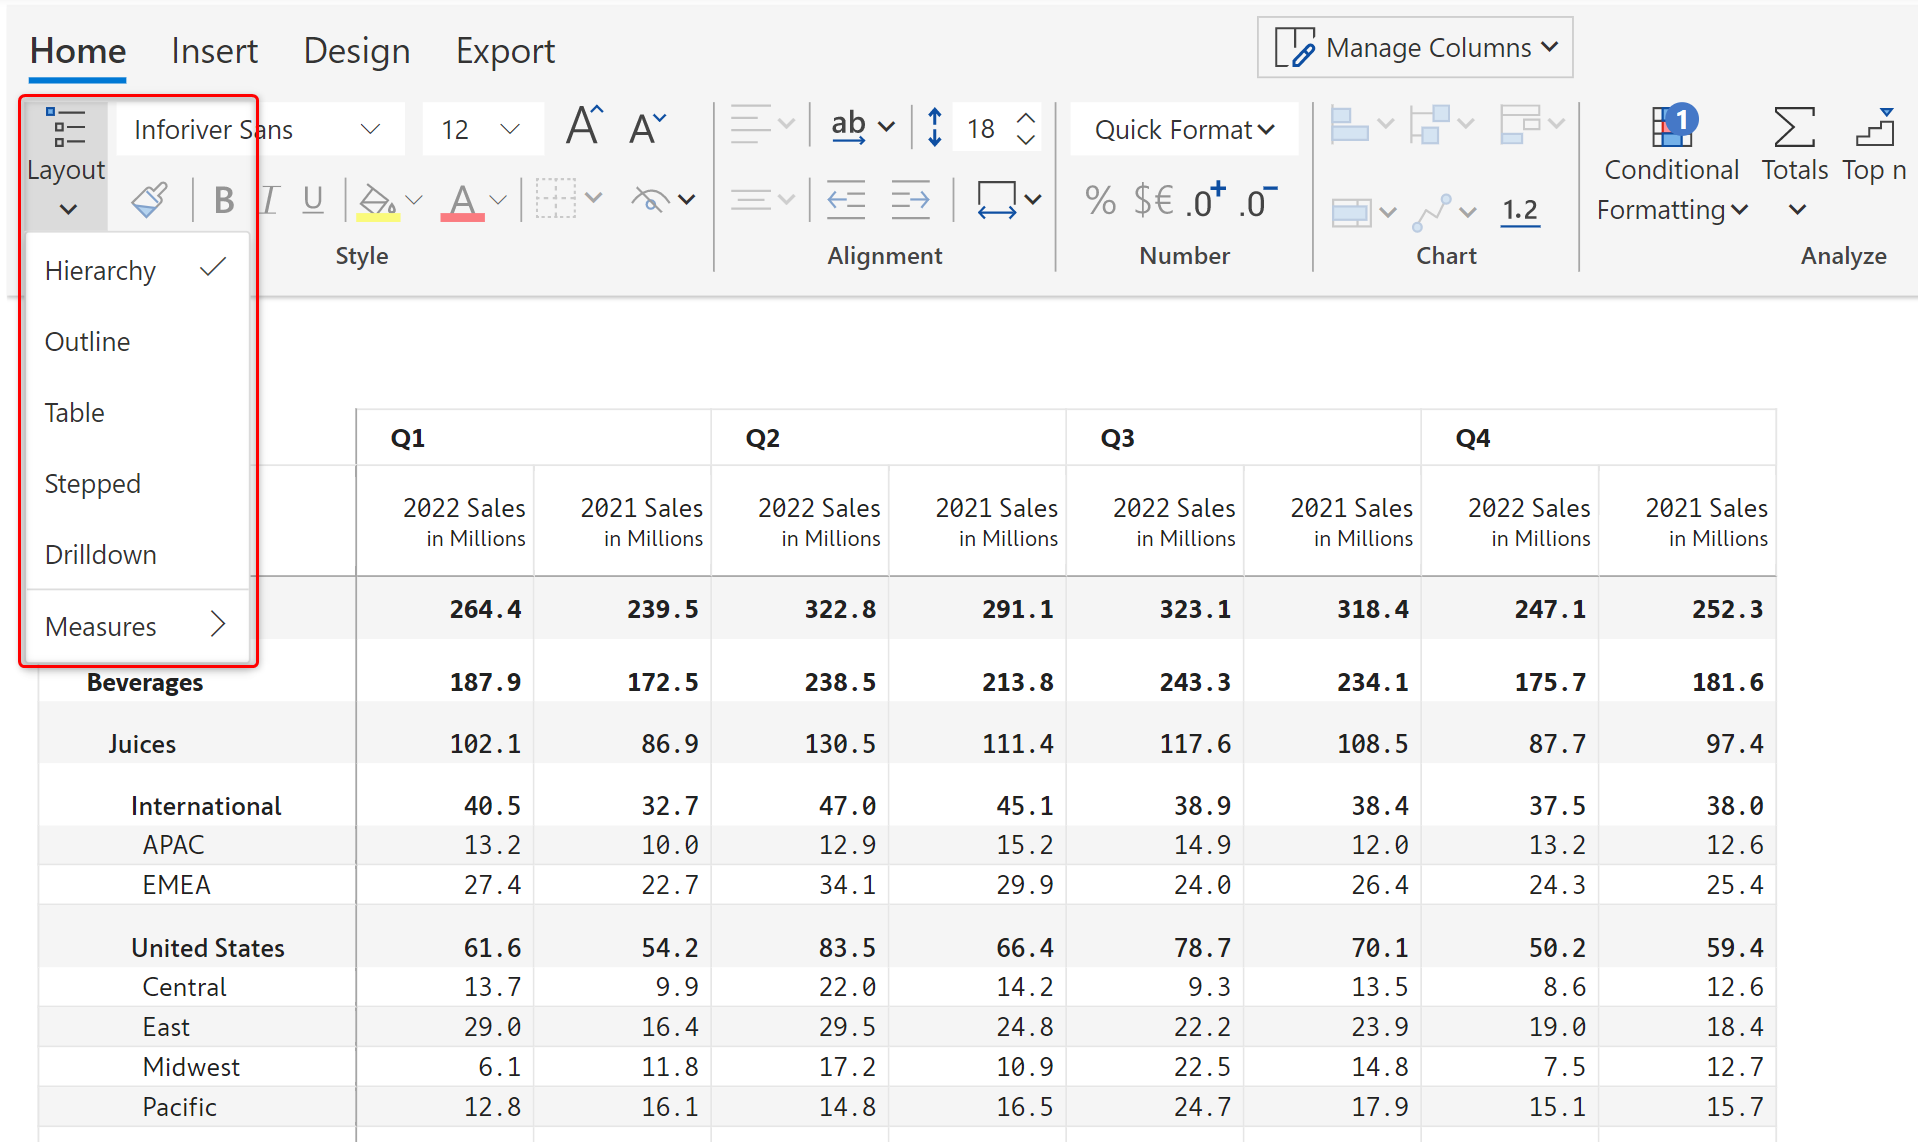 Home Insert Design Export Manage Columns
Inforiver Sans 12 A A ab 18 Quick Format 1
Layout Conditional Totals Top n
B I U A % $€ .0+ .0- 1.2 Formatting
Style Alignment Number Chart Analyze
Hierarchy
Outline
Table
Stepped
Drilldown
Measures
Q1 Q2 Q3 Q4
2022 Sales 2021 Sales 2022 Sales 2021 Sales 2022 Sales 2021 Sales 2022 Sales 2021 Sales
in Millions in Millions in Millions in Millions in Millions in Millions in Millions in Millions
264.4 239.5 322.8 291.1 323.1 318.4 247.1 252.3
Beverages 187.9 172.5 238.5 213.8 243.3 234.1 175.7 181.6
Juices 102.1 86.9 130.5 111.4 117.6 108.5 87.7 97.4
International 40.5 32.7 47.0 45.1 38.9 38.4 37.5 38.0
APAC 13.2 10.0 12.9 15.2 14.9 12.0 13.2 12.6
EMEA 27.4 22.7 34.1 29.9 24.0 26.4 24.3 25.4
United States 61.6 54.2 83.5 66.4 78.7 70.1 50.2 59.4
Central 13.7 9.9 22.0 14.2 9.3 13.5 8.6 12.6
East 29.0 16.4 29.5 24.8 22.2 23.9 19.0 18.4
Midwest 6.1 11.8 17.2 10.9 22.5 14.8 7.5 12.7
Pacific 12.8 16.1 14.8 16.5 24.7 17.9 15.1 15.7